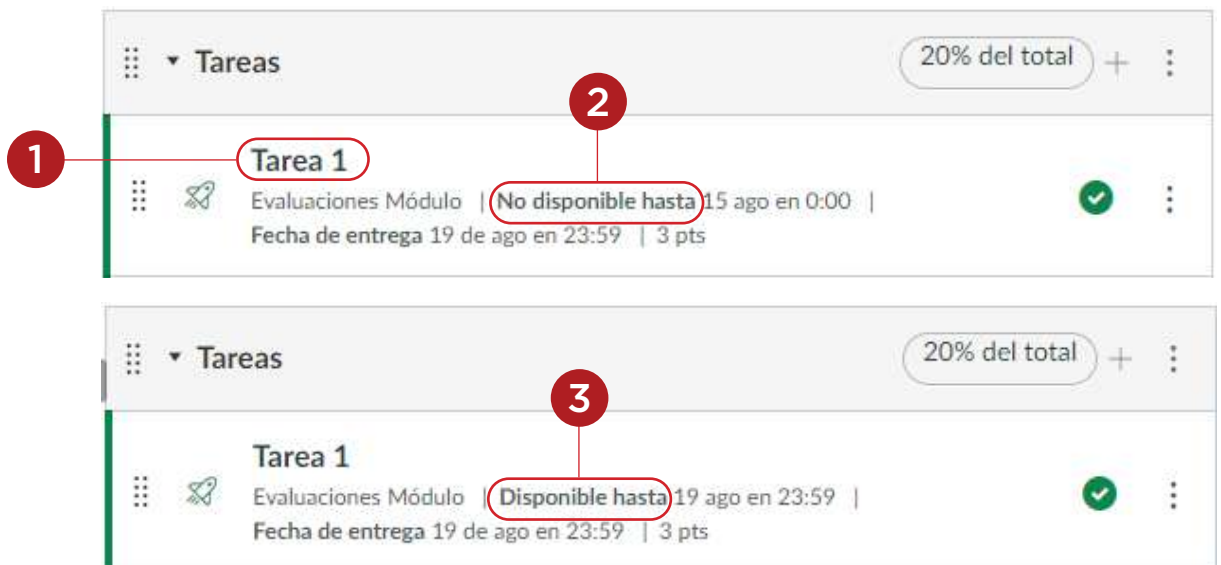 Tareas
20% del total
2
1
Tarea 1
Evaluaciones Módulo | No disponible hasta 15 ago en 0:00 |
Fecha de entrega 19 de ago en 23:59 | 3 pts
Tareas
20% del total
3
Tarea 1
Evaluaciones Módulo | Disponible hasta 19 ago en 23:59 |
Fecha de entrega 19 de ago en 23:59 | 3 pts